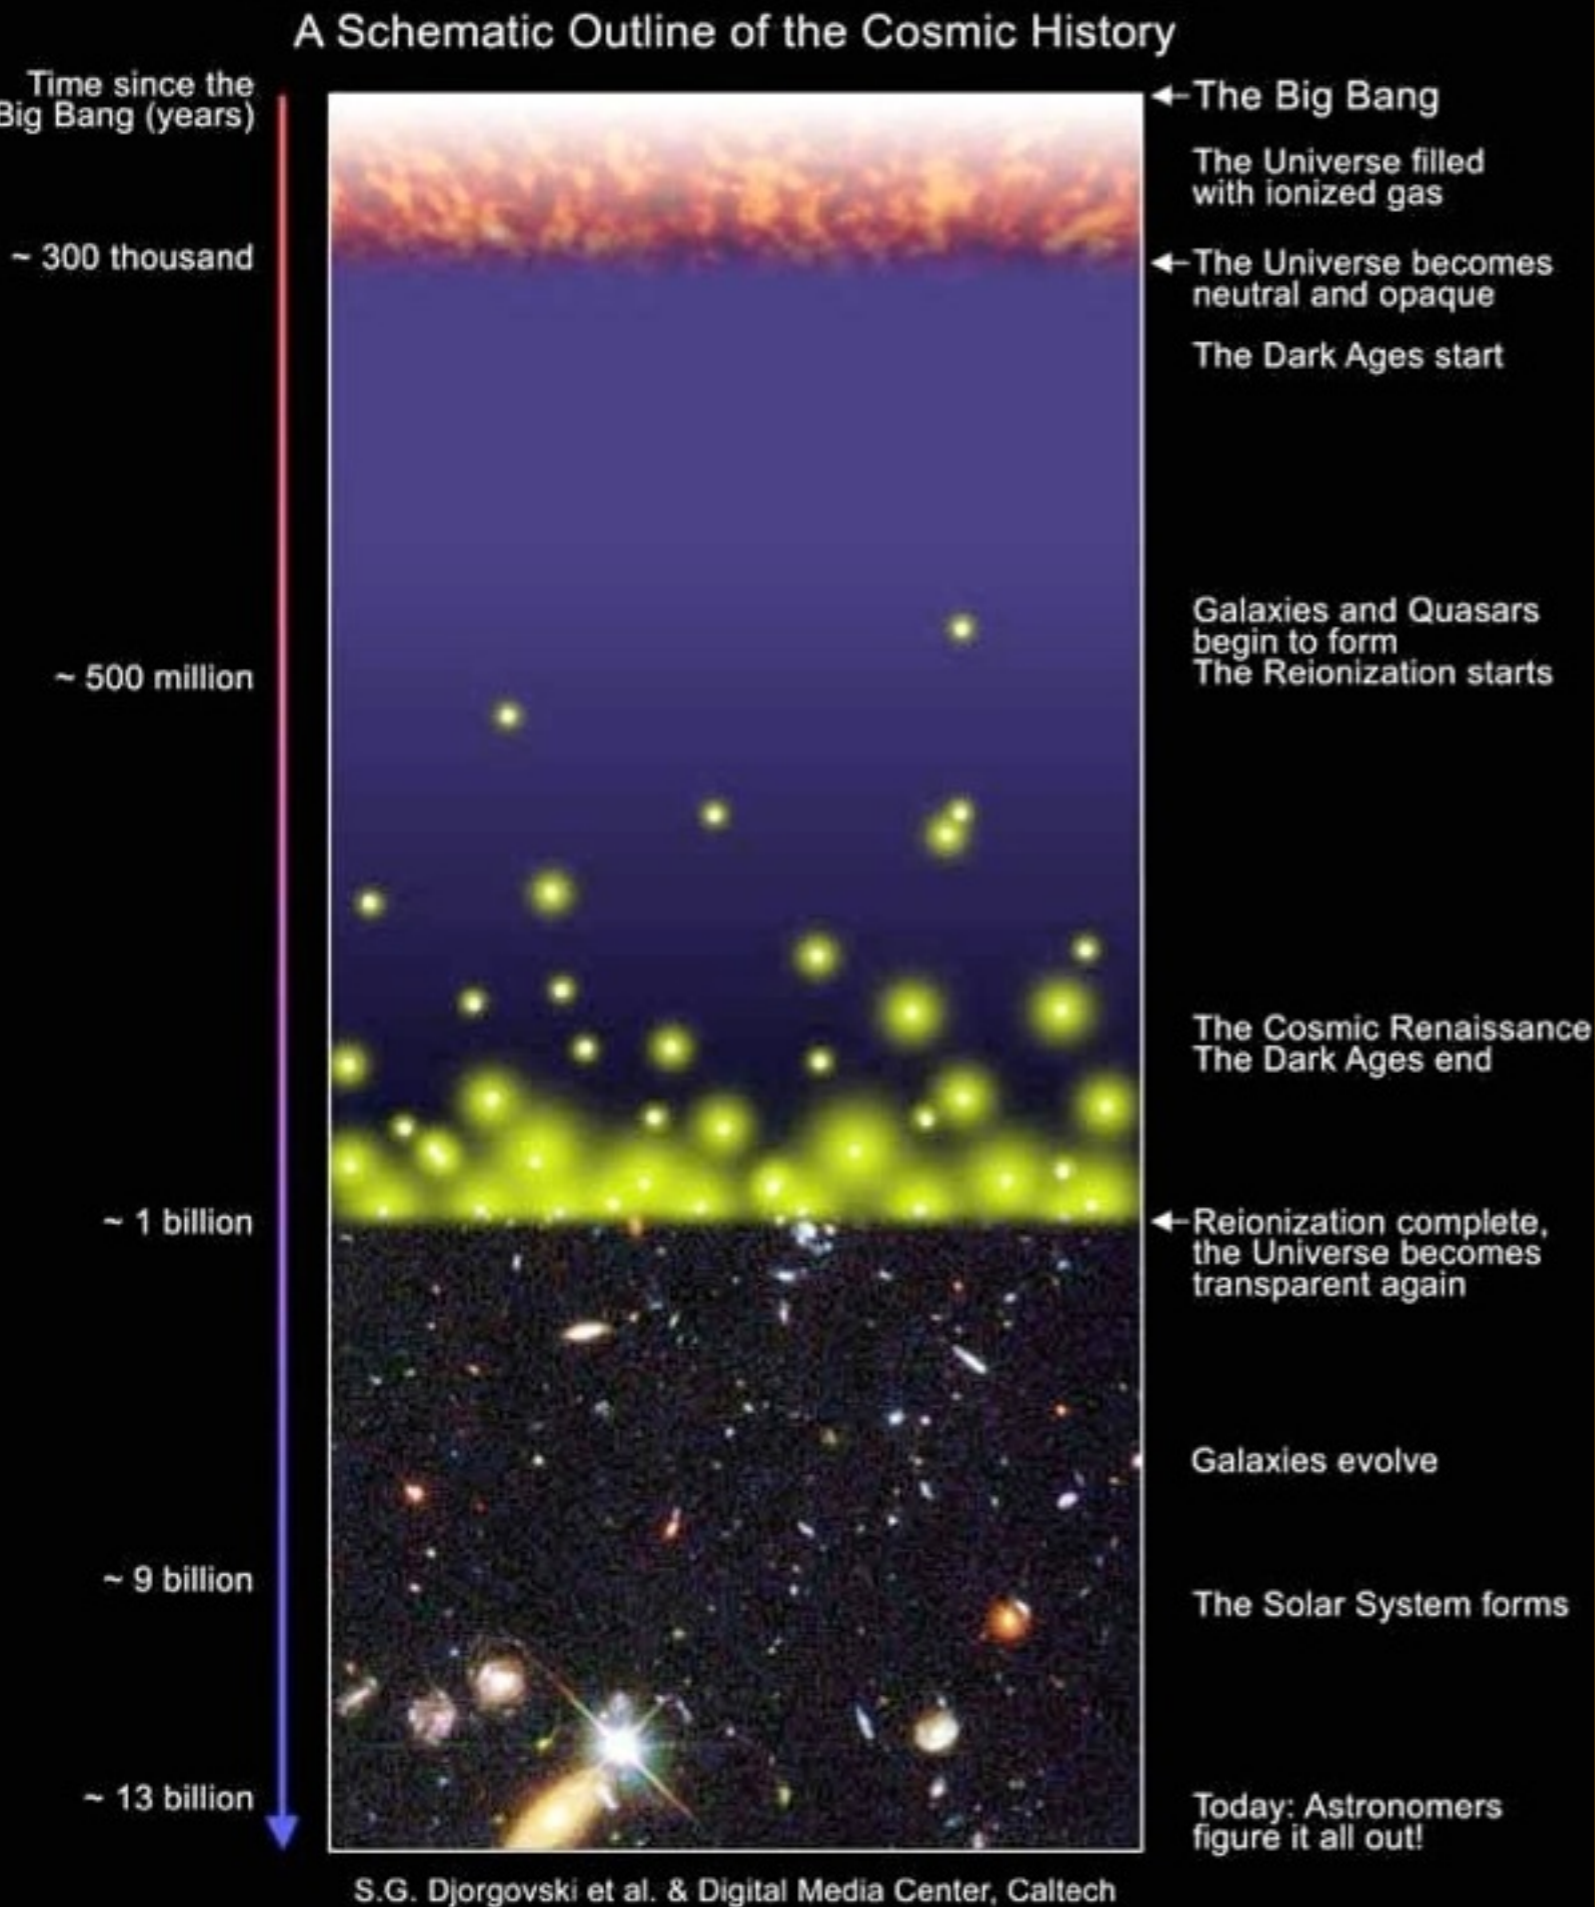 A Schematic Outline of the Cosmic History
Time since the
Big Bang (years)
The Big Bang
The Universe filled
with ionized gas
~ 300 thousand
The Universe becomes
neutral and opaque
The Dark Ages start
Galaxies and Quasars
begin to form
The Reionization starts
~ 500 million
The Cosmic Renaissance
The Dark Ages end
~ 1 billion
Reionization complete,
the Universe becomes
transparent again
Galaxies evolve
~ 9 billion
The Solar System forms
~ 13 billion
Today: Astronomers
figure it all out!
S.G. Djorgovski et al. & Digital Media Center, Caltech